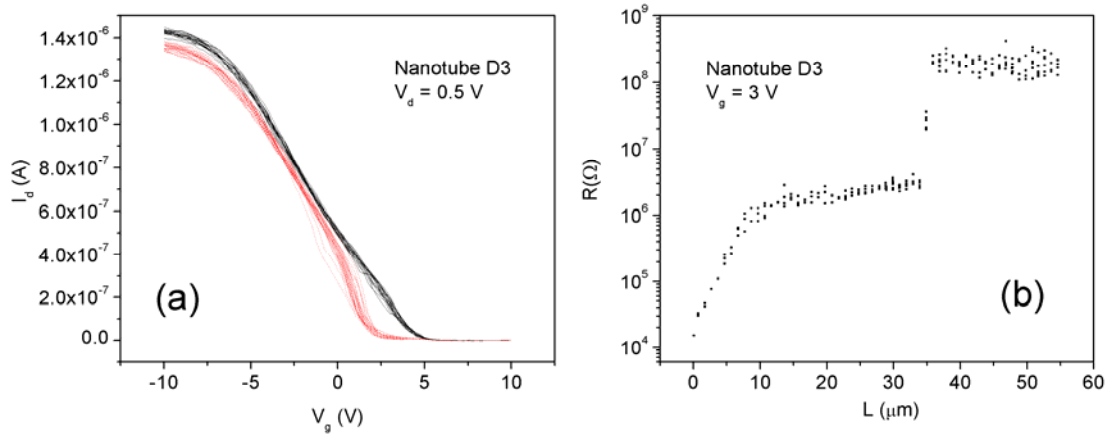 1.4x10⁻⁶
1.2x10⁻⁶
1.0x10⁻⁶
8.0x10⁻⁷
6.0x10⁻⁷
4.0x10⁻⁷
2.0x10⁻⁷
0.0
I_d (A)
Nanotube D3
V_d = 0.5 V
(a)
-10 -5 0 5 10
V_g (V)
10⁹
10⁸
10⁷
10⁶
10⁵
10⁴
R(Ω)
Nanotube D3
V_g = 3 V
(b)
0 10 20 30 40 50 60
L (μm)